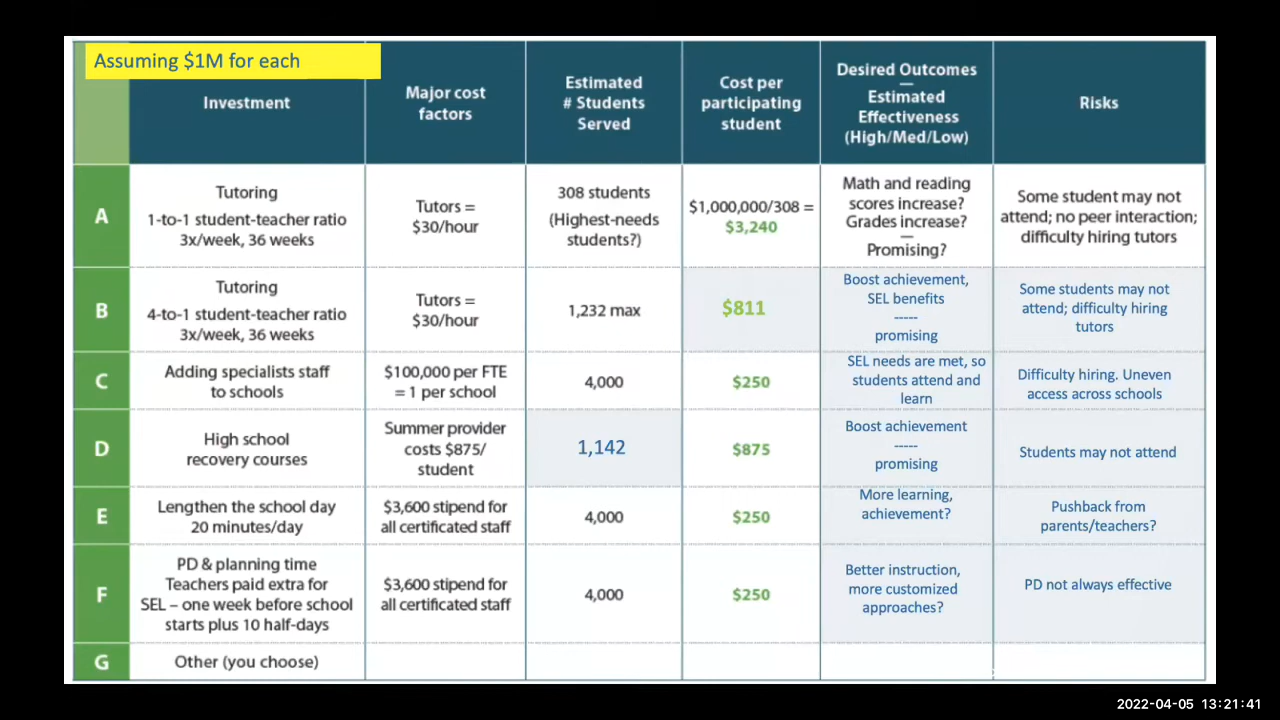 Assuming $1M for each
Investment
Major cost
factors
Estimated
# Students
Served
Cost per
participating
student
Desired Outcomes
—
Estimated
Effectiveness
(High/Med/Low)
Risks
A
Tutoring
1-to-1 student-teacher ratio
3x/week, 36 weeks
Tutors =
$30/hour
308 students
(Highest-needs
students?)
$1,000,000/308 =
$3,240
Math and reading
scores increase?
Grades increase?
—
Promising?
Some student may not
attend; no peer interaction;
difficulty hiring tutors
B
Tutoring
4-to-1 student-teacher ratio
3x/week, 36 weeks
Tutors =
$30/hour
1,232 max
$811
Boost achievement,
SEL benefits
-----
promising
Some students may not
attend; difficulty hiring
tutors
C
Adding specialists staff
to schools
$100,000 per FTE
= 1 per school
4,000
$250
SEL needs are met, so
students attend and
learn
Difficulty hiring. Uneven
access across schools
D
High school
recovery courses
Summer provider
costs $875/
student
1,142
$875
Boost achievement
-----
promising
Students may not attend
E
Lengthen the school day
20 minutes/day
$3,600 stipend for
all certificated staff
4,000
$250
More learning,
achievement?
Pushback from
parents/teachers?
F
PD & planning time
Teachers paid extra for
SEL – one week before school
starts plus 10 half-days
$3,600 stipend for
all certificated staff
4,000
$250
Better instruction,
more customized
approaches?
PD not always effective
G
Other (you choose)
2022-04-05 13:21:41